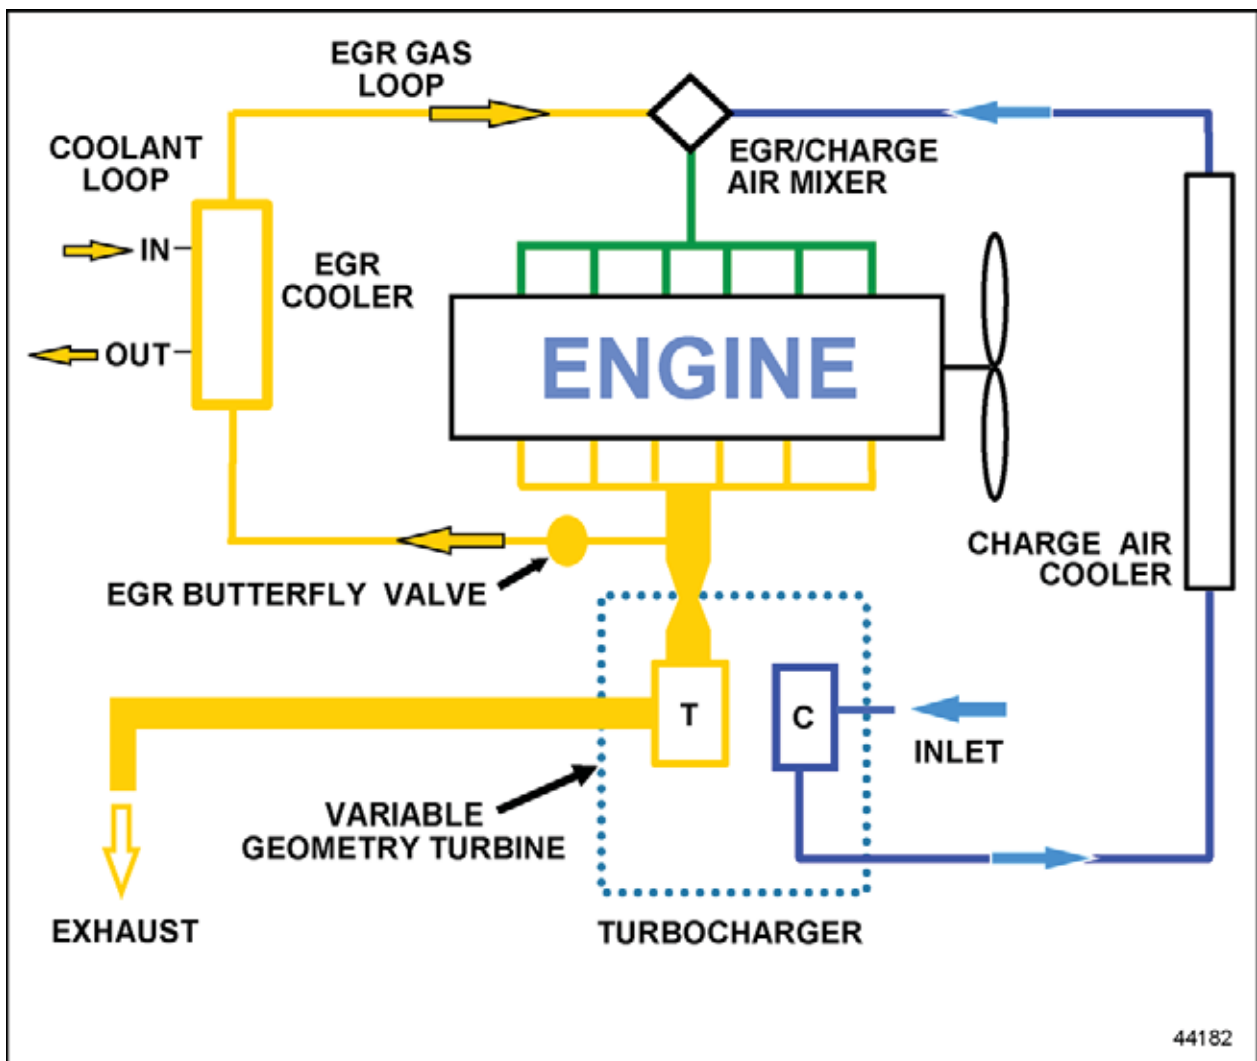 EGR GAS
LOOP
COOLANT
LOOP
EGR/CHARGE
AIR MIXER
IN
EGR
COOLER
OUT
ENGINE
CHARGE AIR
COOLER
EGR BUTTERFLY VALVE
T
C
INLET
VARIABLE
GEOMETRY TURBINE
EXHAUST
TURBOCHARGER
44182